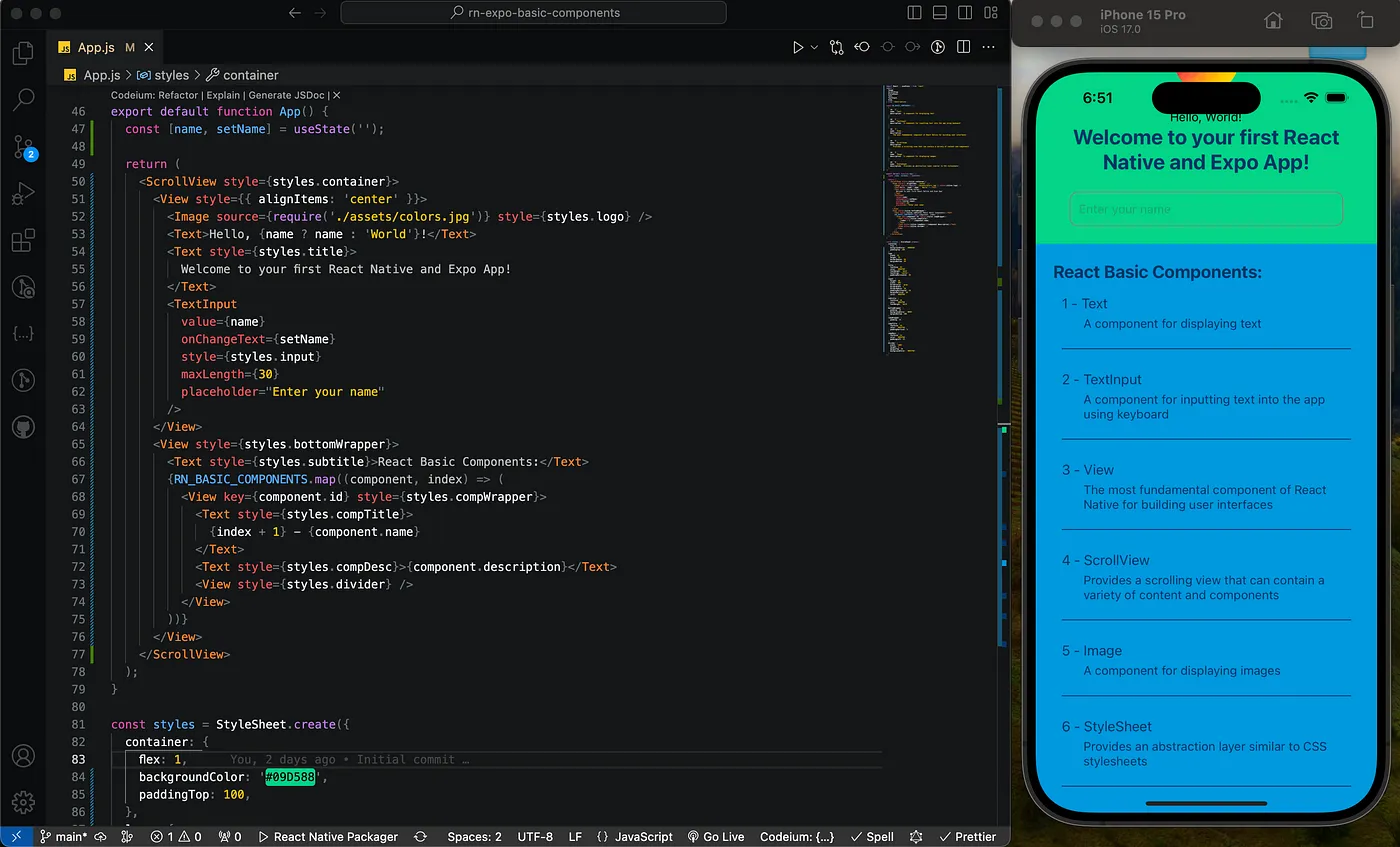 rn-expo-basic-components
JS App.js M
JS App.js > styles > container
Codeium: Refactor | Explain | Generate JSDoc | X
46 export default function App() {
47 const [name, setName] = useState('');
48
49 return (
50 <ScrollView style={styles.container}>
51 <View style={{ alignItems: 'center' }}>
52 <Image source={require('./assets/colors.jpg')} style={styles.logo} />
53 <Text>Hello, {name ? name : 'World'}!</Text>
54 <Text style={styles.title}>
55 Welcome to your first React Native and Expo App!
56 </Text>
57 <TextInput
58 value={name}
59 onChangeText={setName}
60 style={styles.input}
61 maxLength={30}
62 placeholder="Enter your name"
63 />
64 </View>
65 <View style={styles.bottomWrapper}>
66 <Text style={styles.subtitle}>React Basic Components:</Text>
67 {RN_BASIC_COMPONENTS.map((component, index) => (
68 <View key={component.id} style={styles.compWrapper}>
69 <Text style={styles.compTitle}>
70 {index + 1} - {component.name}
71 </Text>
72 <Text style={styles.compDesc}>{component.description}</Text>
73 <View style={styles.divider} />
74 </View>
75 ))}
76 </View>
77 </ScrollView>
78 );
79 }
80
81 const styles = StyleSheet.create({
82 container: {
83 flex: 1, You, 2 days ago • Initial commit …
84 backgroundColor: '#09D588',
85 paddingTop: 100,
86 },
2
main* 1 0 0 React Native Packager Spaces: 2 UTF-8 LF {} JavaScript Go Live Codeium: {...} Spell Prettier
iPhone 15 Pro
iOS 17.0
6:51
Hello, World!
Welcome to your first React
Native and Expo App!
Enter your name
React Basic Components:
1 - Text
A component for displaying text
2 - TextInput
A component for inputting text into the app
using keyboard
3 - View
The most fundamental component of React
Native for building user interfaces
4 - ScrollView
Provides a scrolling view that can contain a
variety of content and components
5 - Image
A component for displaying images
6 - StyleSheet
Provides an abstraction layer similar to CSS
stylesheets